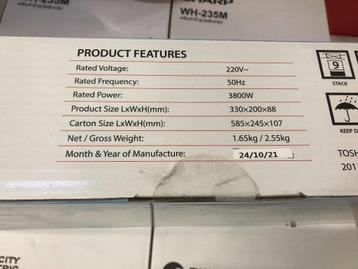 WH-235M
SHARP
WH-235M
PRODUCT FEATURES
Rated Voltage: 220V~
Rated Frequency: 50Hz
Rated Power: 3800W
Product Size LxWxH(mm): 330×200×88
Carton Size LxWxH(mm): 585×245×107
Net / Gross Weight: 1.65kg / 2.55kg
Month & Year of Manufacture: 24/10/21
9
STACK
KEEP D
TOSH
201
CITY
TRIC